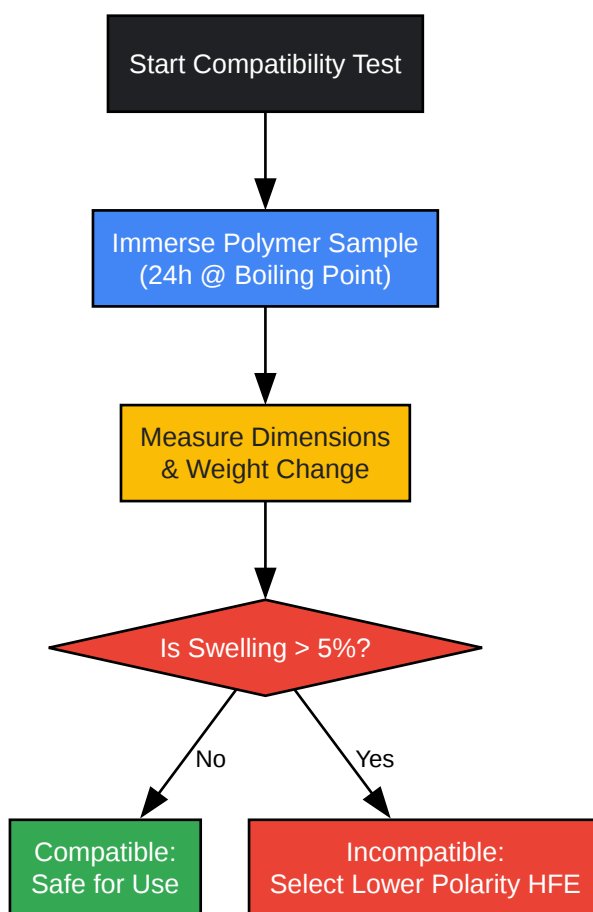 Start Compatibility Test
Immerse Polymer Sample
(24h @ Boiling Point)
Measure Dimensions
& Weight Change
Is Swelling > 5%?
No
Yes
Compatible:
Safe for Use
Incompatible:
Select Lower Polarity HFE